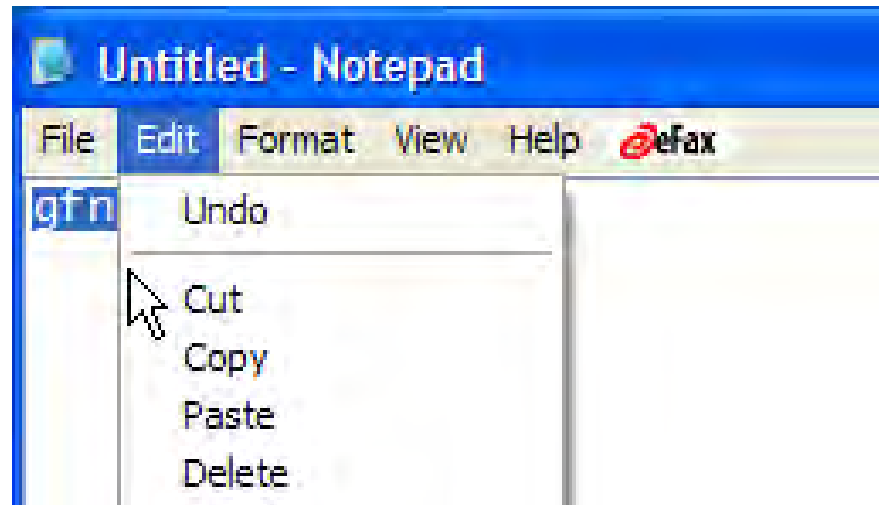 Untitled - Notepad
File Edit Format View Help eFax
gfn
Undo
Cut
Copy
Paste
Delete